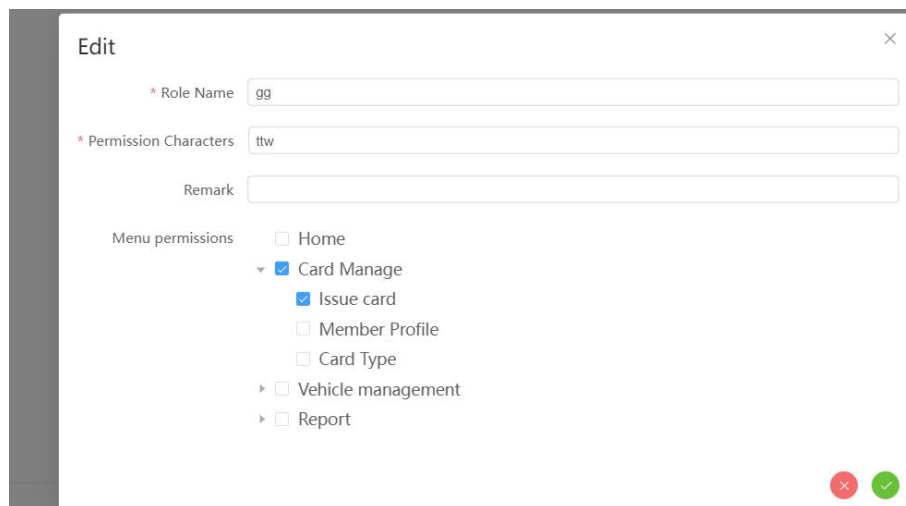 Edit
* Role Name gg
* Permission Characters ttw
Remark
Menu permissions Home
Card Manage
Issue card
Member Profile
Card Type
Vehicle management
Report